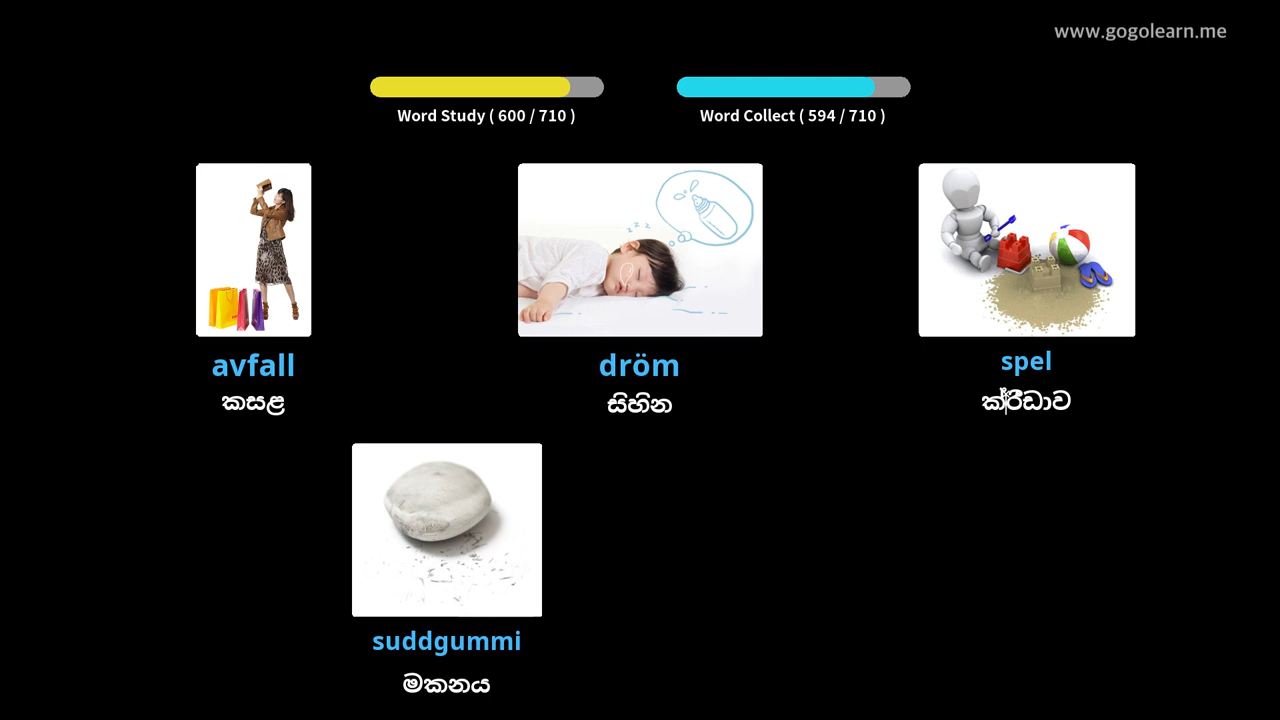 www.gogolearn.me
Word Study ( 600 / 710 )
Word Collect ( 594 / 710 )
avfall
dröm
spel
කසළ
සිහින
ක්රීඩාව
suddgummi
මකනය